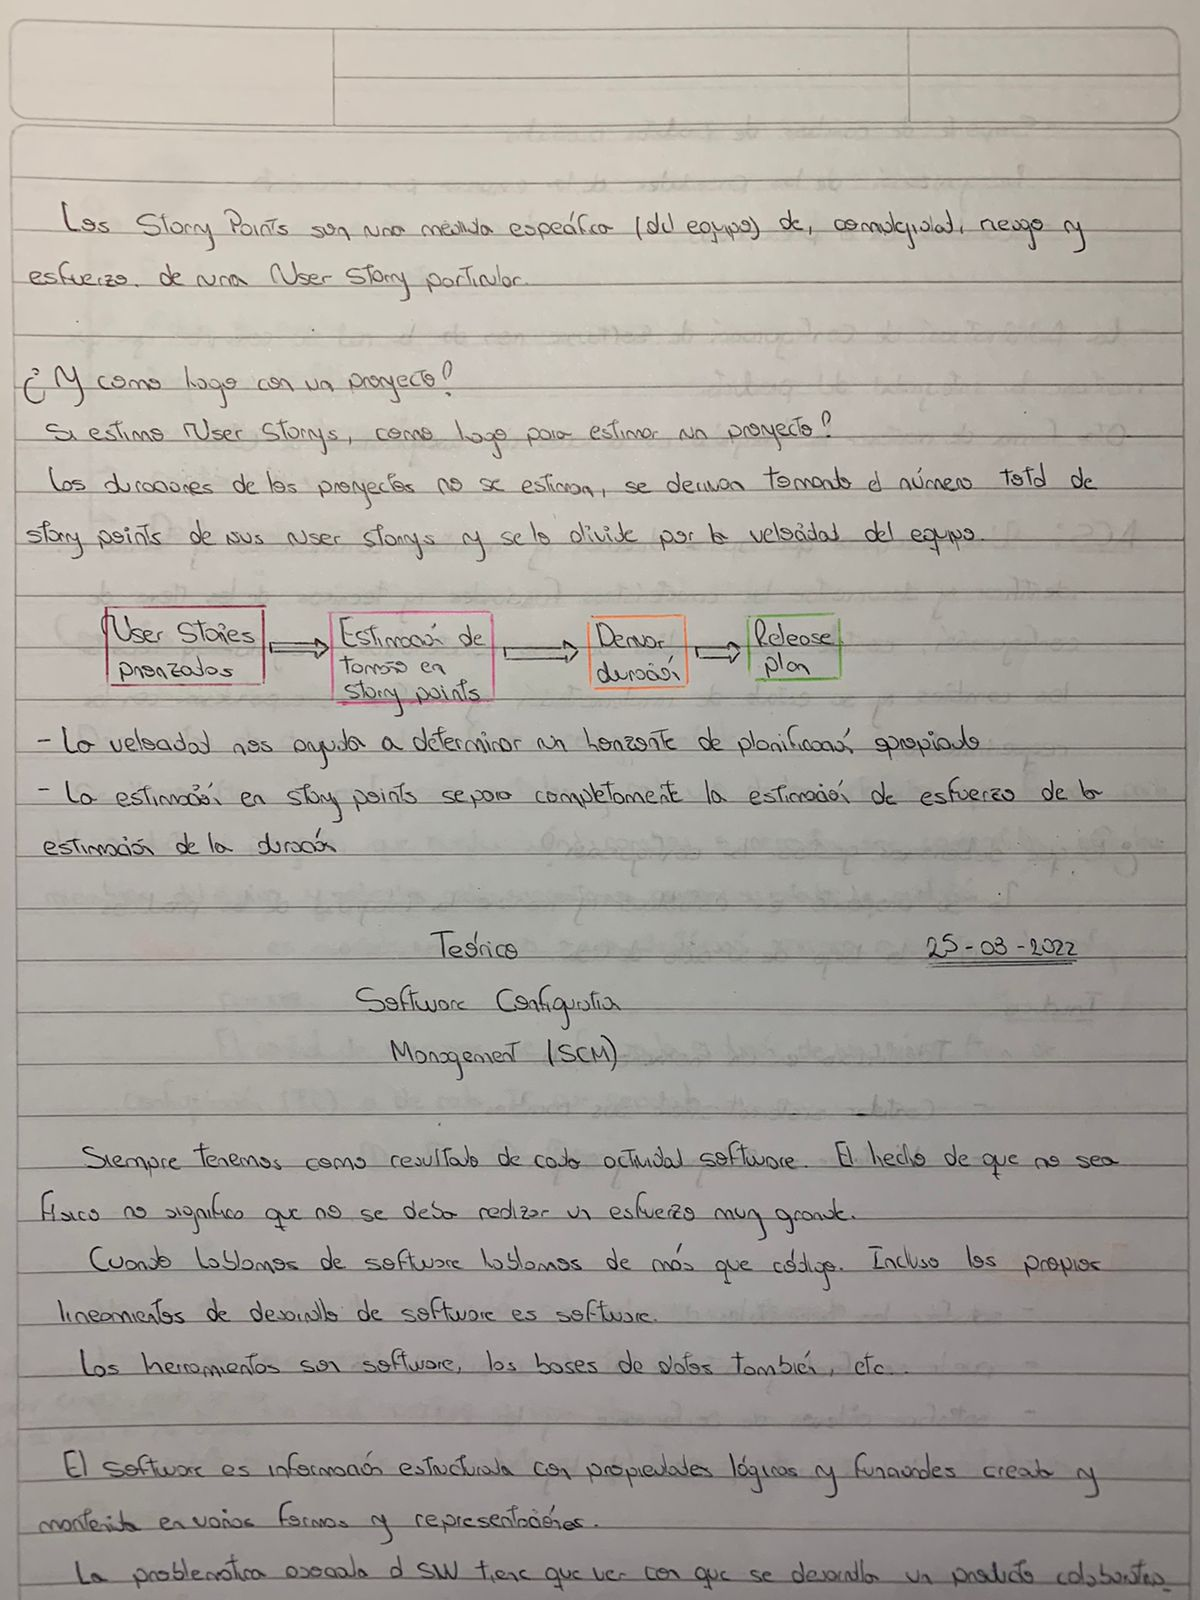 Los Story Points son una medida específica (del equipo) de, complejidad, riesgo y
esfuerzo. de una User Story particular.
¿Y como hago con un proyecto?
Si estimo User Storys, como hago para estimar un proyecto?
Las duraciones de los proyectos no se estiman, se derivan tomando el número total de
story points de sus user storys y se lo divide por la velocidad del equipo.
User Stories
priorizadas
Estimación de
tamaño en
story points
Derivar
duración
Release
plan
- La velocidad nos ayuda a determinar un horizonte de planificación apropiado
- La estimación en story points separa completamente la estimación de esfuerzo de la
estimación de la duración
Teórico 25-03-2022
Software Configuration
Management (SCM)
Siempre tenemos como resultado de cada actividad software. El hecho de que no sea
físico no significa que no se deba realizar un esfuerzo muy grande.
Cuando hablamos de software hablamos de más que código. Incluso los propios
lineamientos de desarrollo de software es software.
Las herramientas son software, las bases de datos también, etc..
El software es información estructurada con propiedades lógicas y funcionales creada y
mantenida en varias formas y representaciones.
La problemática asociada al SW tiene que ver con que se desarrolla un producto